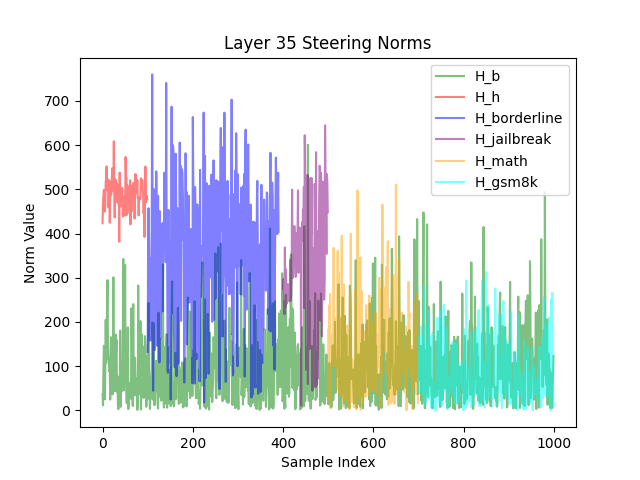 Layer 35 Steering Norms
Norm Value
700
600
500
400
300
200
100
0
0
200
400
600
800
1000
Sample Index
H_b
H_h
H_borderline
H_jailbreak
H_math
H_gsm8k